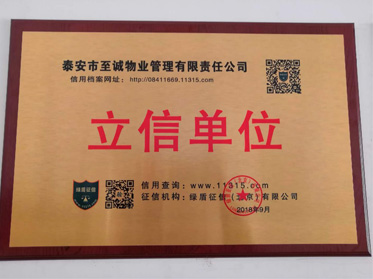 泰安市至诚物业管理有限责任公司
信用档案网址：http://08411669.11315.com
立信单位
绿盾征信
信用查询：www.11315.com
征信机构：绿盾征信（北京）有限公司
2018年9月